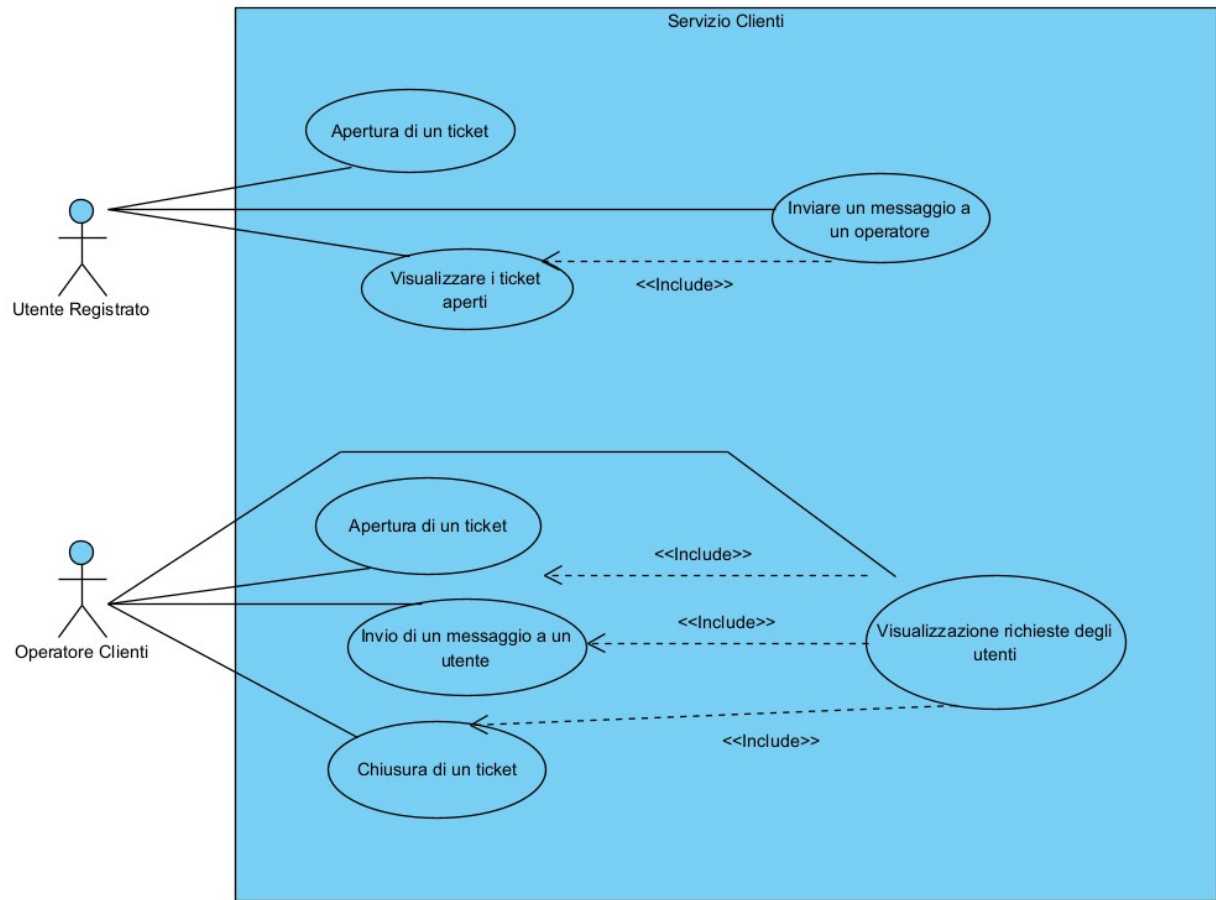 Servizio Clienti
Apertura di un ticket
Inviare un messaggio a
un operatore
Visualizzare i ticket
aperti
<<Include>>
Utente Registrato
Apertura di un ticket
<<Include>>
Invio di un messaggio a un
utente
<<Include>>
Visualizzazione richieste degli
utenti
Operatore Clienti
<<Include>>
Chiusura di un ticket